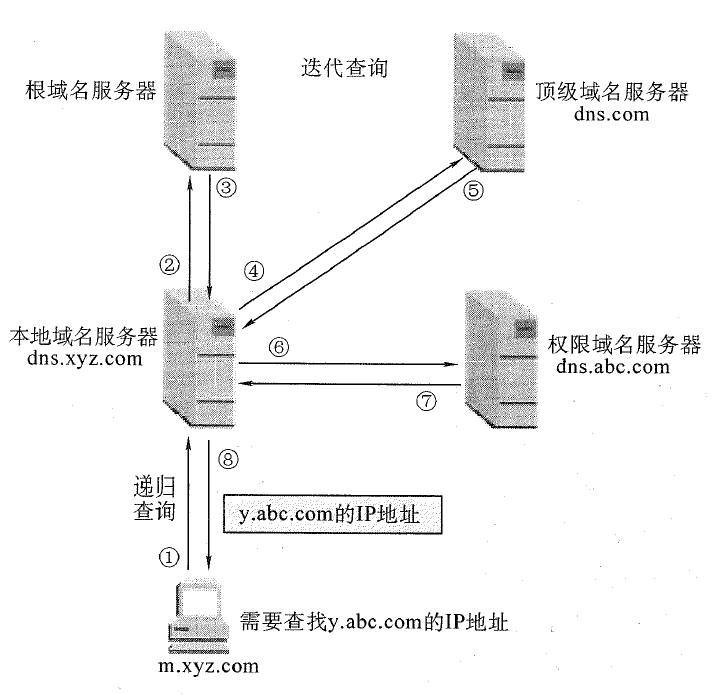 迭代查询
根域名服务器
顶级域名服务器
dns.com
③
⑤
②
④
本地域名服务器
dns.xyz.com
⑥
权限域名服务器
dns.abc.com
⑦
⑧
递归
查询
y.abc.com的IP地址
①
需要查找y.abc.com的IP地址
m.xyz.com